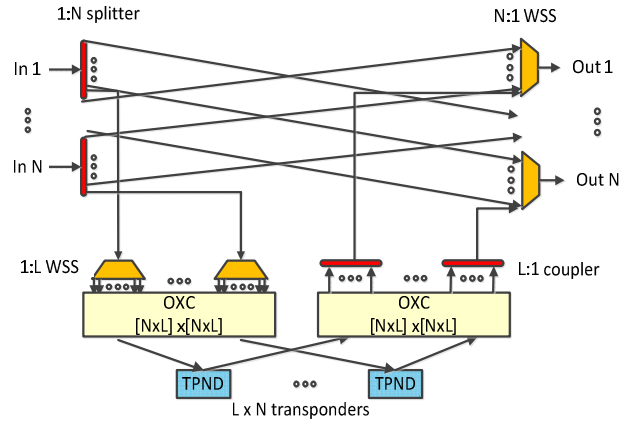 1:N splitter
N:1 WSS
In 1
Out 1
In N
Out N
1:L WSS
L:1 coupler
OXC
[NxL] x[NxL]
OXC
[NxL] x[NxL]
TPND
TPND
L x N transponders